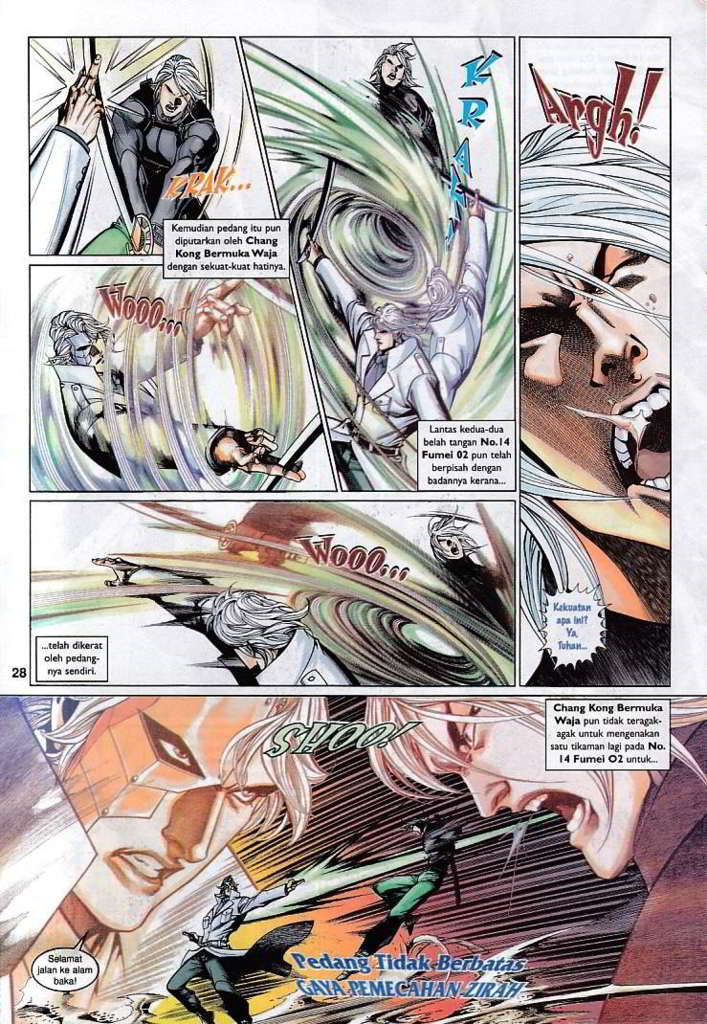 KRAK...
Kemudian pedang itu pun
diputarkan oleh Chang
Kong Bermuka Waja
dengan sekuat-kuat hatinya.
KRAK
Lantas kedua-dua
belah tangan No.14
Fumei 02 pun telah
berpisah dengan
badannya kerana...
Argh!
Kekuatan
apa ini?
Ya,
Tuhan...
Wooo...
Wooo...
...telah dikerat
oleh pedang-
nya sendiri.
28
Chang Kong Bermuka
Waja pun tidak teragak-
agak untuk mengenakan
satu tikaman lagi pada No.
14 Fumei O2 untuk...
SHOO!
Selamat
jalan ke alam
baka!
Pedang Tidak Berbatas
GAYA PEMECAHAN ZIRAH